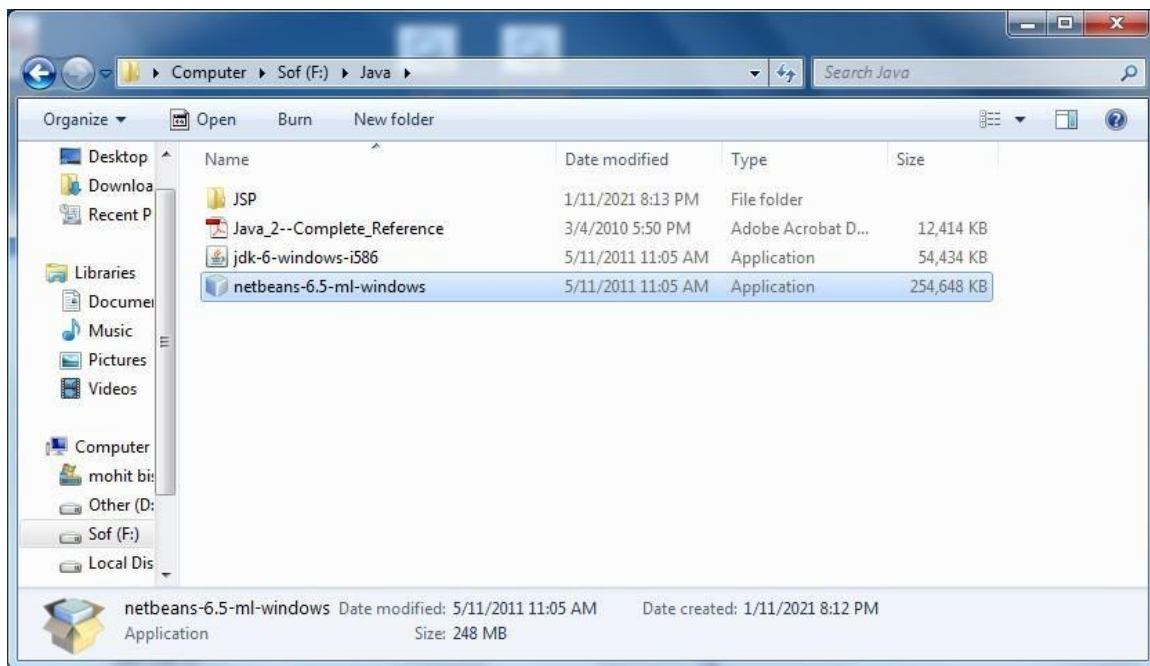 Computer ▸ Sof (F:) ▸ Java ▸ Search Java
Organize Open Burn New folder
Desktop
Downloa
Recent P
Libraries
Documen
Music
Pictures
Videos
Computer
mohit bis
Other (D:
Sof (F:)
Local Dis
Name Date modified Type Size
JSP 1/11/2021 8:13 PM File folder
Java_2--Complete_Reference 3/4/2010 5:50 PM Adobe Acrobat D... 12,414 KB
jdk-6-windows-i586 5/11/2011 11:05 AM Application 54,434 KB
netbeans-6.5-ml-windows 5/11/2011 11:05 AM Application 254,648 KB
netbeans-6.5-ml-windows Date modified: 5/11/2011 11:05 AM Date created: 1/11/2021 8:12 PM
Application Size: 248 MB